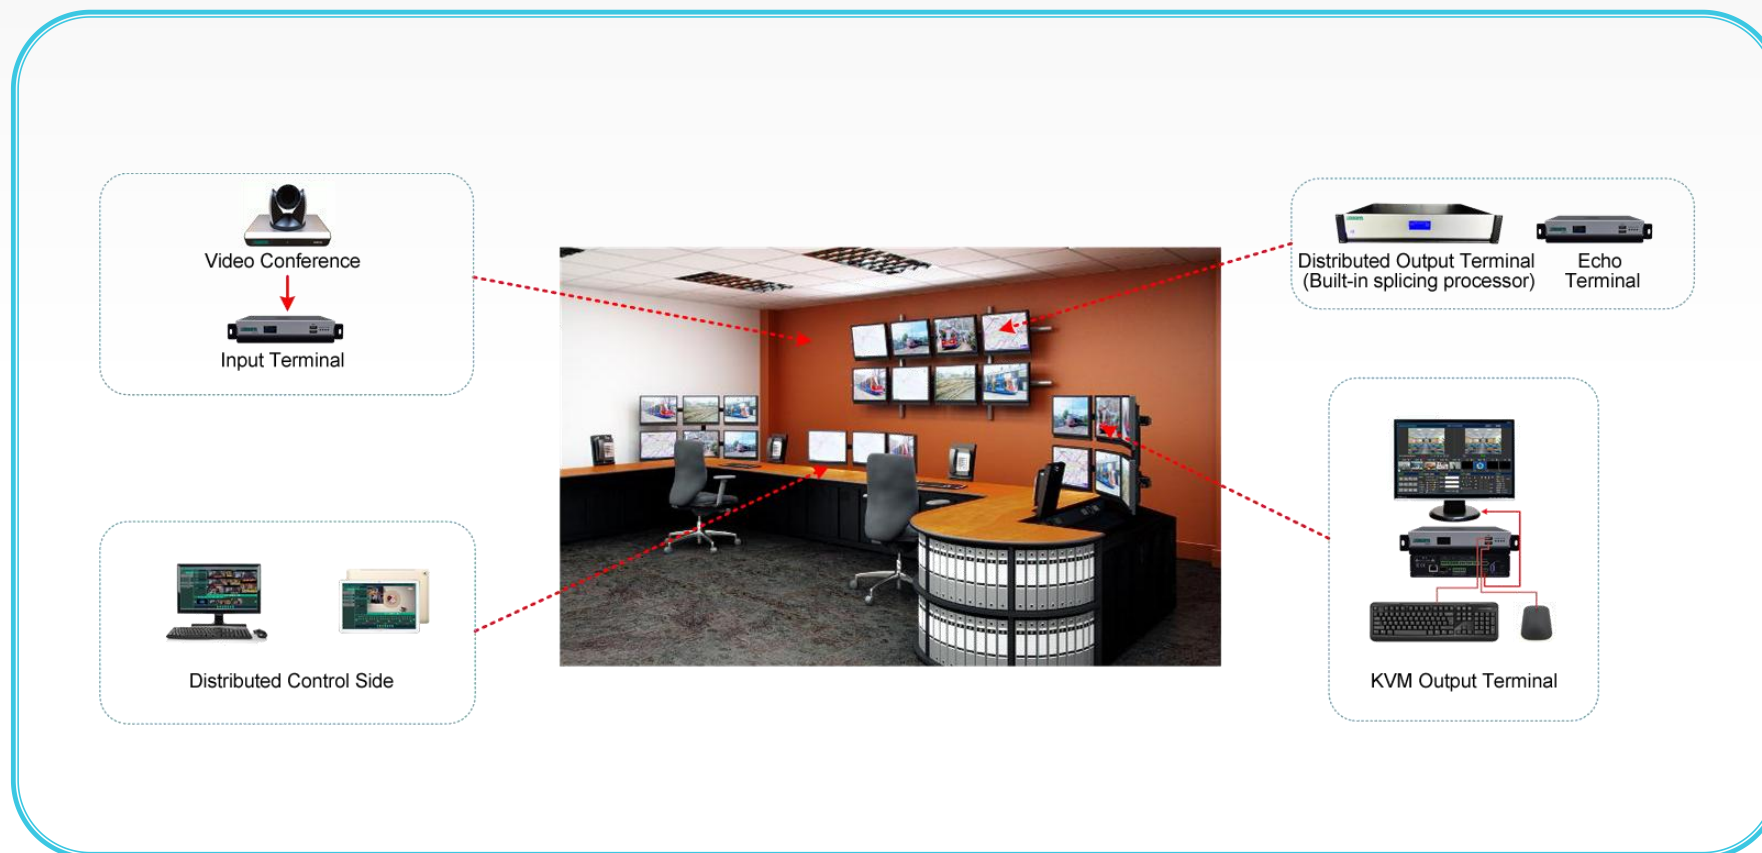 Video Conference
Input Terminal
Distributed Control Side
Distributed Output Terminal
(Built-in splicing processor)
Echo
Terminal
KVM Output Terminal